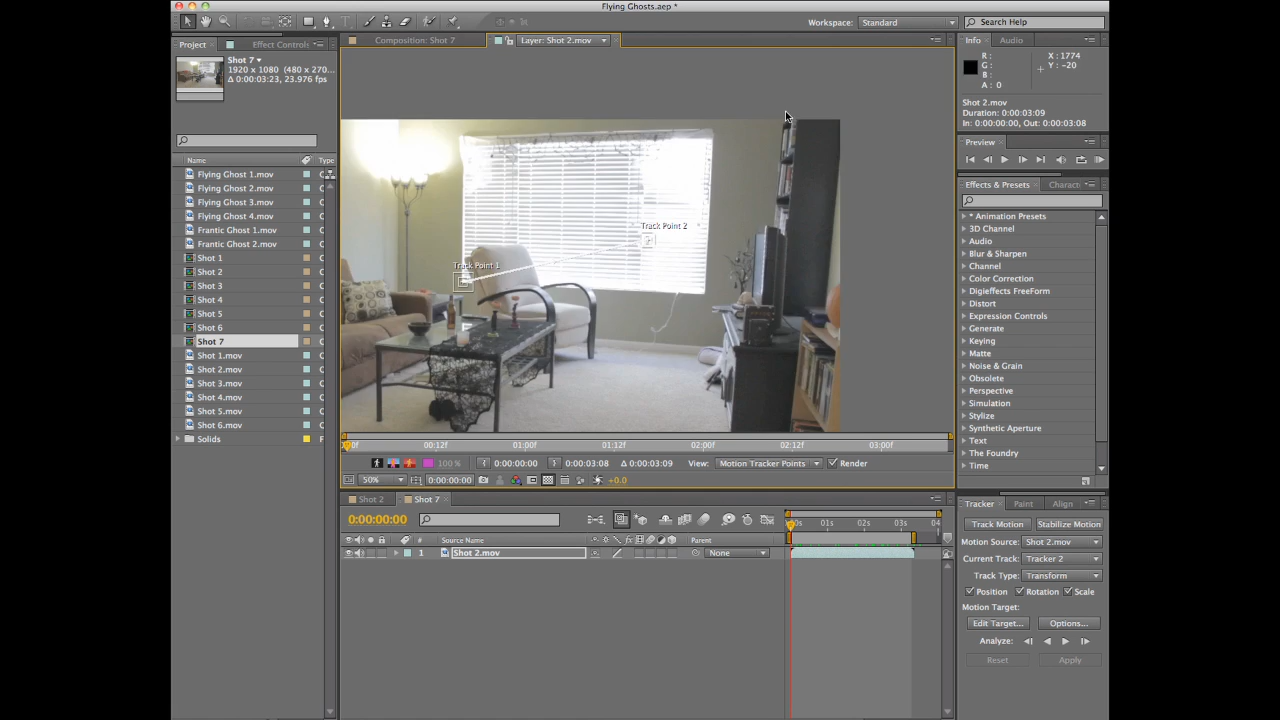 Flying Ghosts.aep *
Workspace: Standard Search Help
Project Effect Controls
Composition: Shot 7 Layer: Shot 2.mov
Info Audio
Shot 7
1920 x 1080 (480 x 270...
Δ 0:00:03:23, 23.976 fps
R : X : 1774
G : Y : -20
B :
A : 0
Shot 2.mov
Duration: 0:00:03:09
In: 0:00:00:00, Out: 0:00:03:08
Preview
Name Type
Flying Ghost 1.mov
Flying Ghost 2.mov
Flying Ghost 3.mov
Flying Ghost 4.mov
Frantic Ghost 1.mov
Frantic Ghost 2.mov
Shot 1
Shot 2
Shot 3
Shot 4
Shot 5
Shot 6
Shot 7
Shot 1.mov
Shot 2.mov
Shot 3.mov
Shot 4.mov
Shot 5.mov
Shot 6.mov
Solids F
Track Point 1
Track Point 2
Effects & Presets Charact
* Animation Presets
3D Channel
Audio
Blur & Sharpen
Channel
Color Correction
Digieffects FreeForm
Distort
Expression Controls
Generate
Keying
Matte
Noise & Grain
Obsolete
Perspective
Simulation
Stylize
Synthetic Aperture
Text
The Foundry
Time
00:12f 01:00f 01:12f 02:00f 02:12f 03:00f
100 % 0:00:00:00 0:00:03:08 Δ 0:00:03:09 View: Motion Tracker Points Render
50% 0:00:00:00 +0.0
Shot 2 Shot 7
0:00:00:00
01s 02s 03s 04
# Source Name Parent
1 Shot 2.mov None
Tracker Paint Align
Track Motion Stabilize Motion
Motion Source: Shot 2.mov
Current Track: Tracker 2
Track Type: Transform
Position Rotation Scale
Motion Target:
Edit Target... Options...
Analyze:
Reset Apply